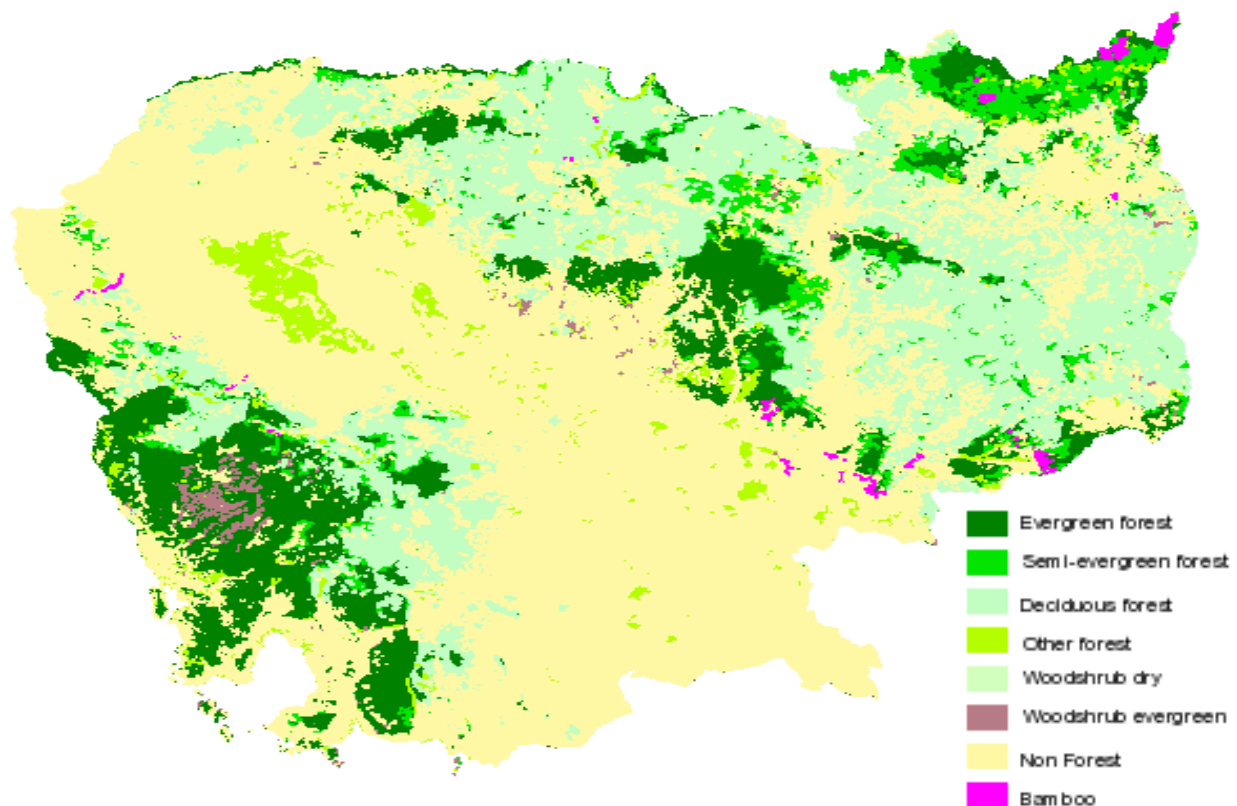 Evergreen forest
Semi-evergreen forest
Deciduous forest
Other forest
Woodshrub dry
Woodshrub evergreen
Non Forest
Bamboo